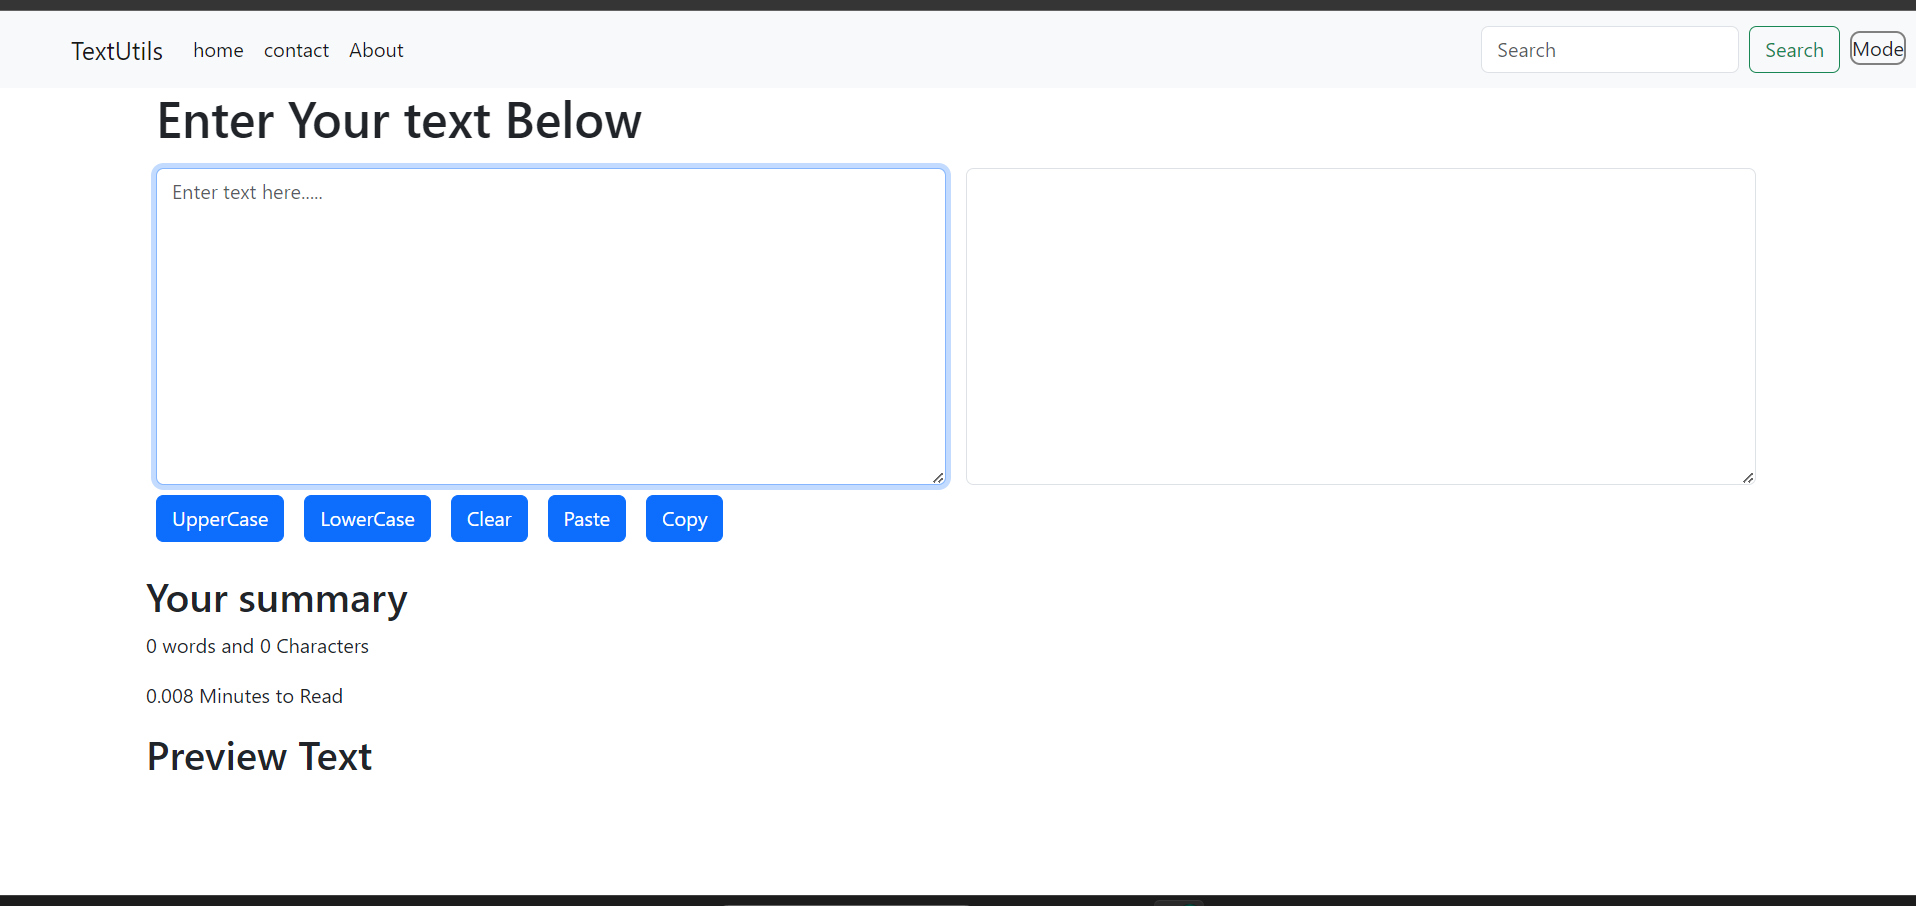 TextUtils home contact About Search Search Mode
Enter Your text Below
Enter text here.....
UpperCase LowerCase Clear Paste Copy
Your summary
0 words and 0 Characters
0.008 Minutes to Read
Preview Text